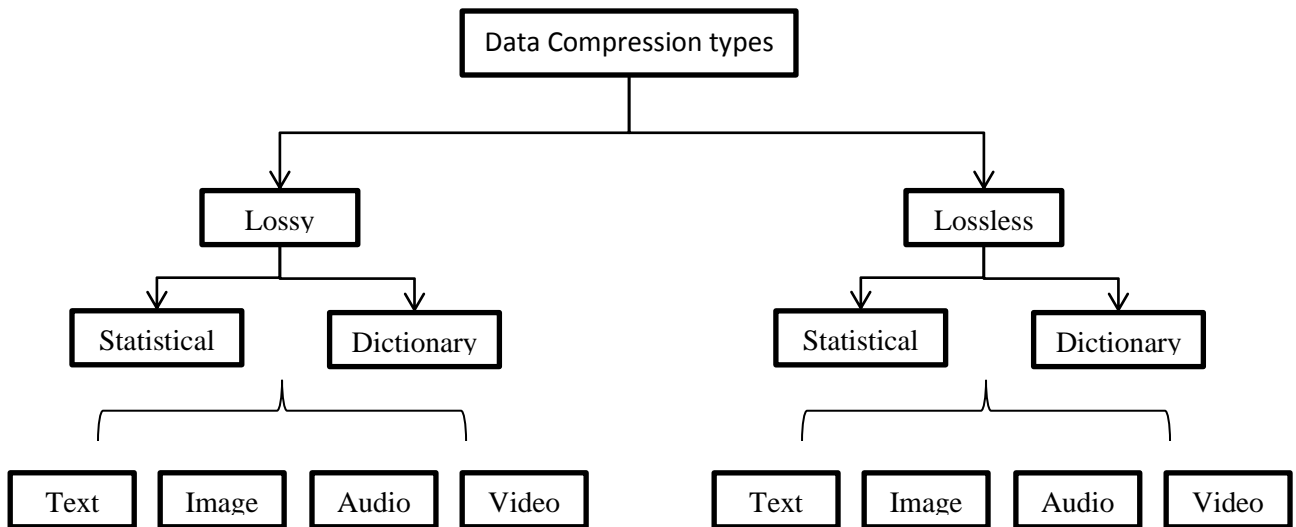 Data Compression types
Lossy
Lossless
Statistical
Dictionary
Statistical
Dictionary
Text
Image
Audio
Video
Text
Image
Audio
Video